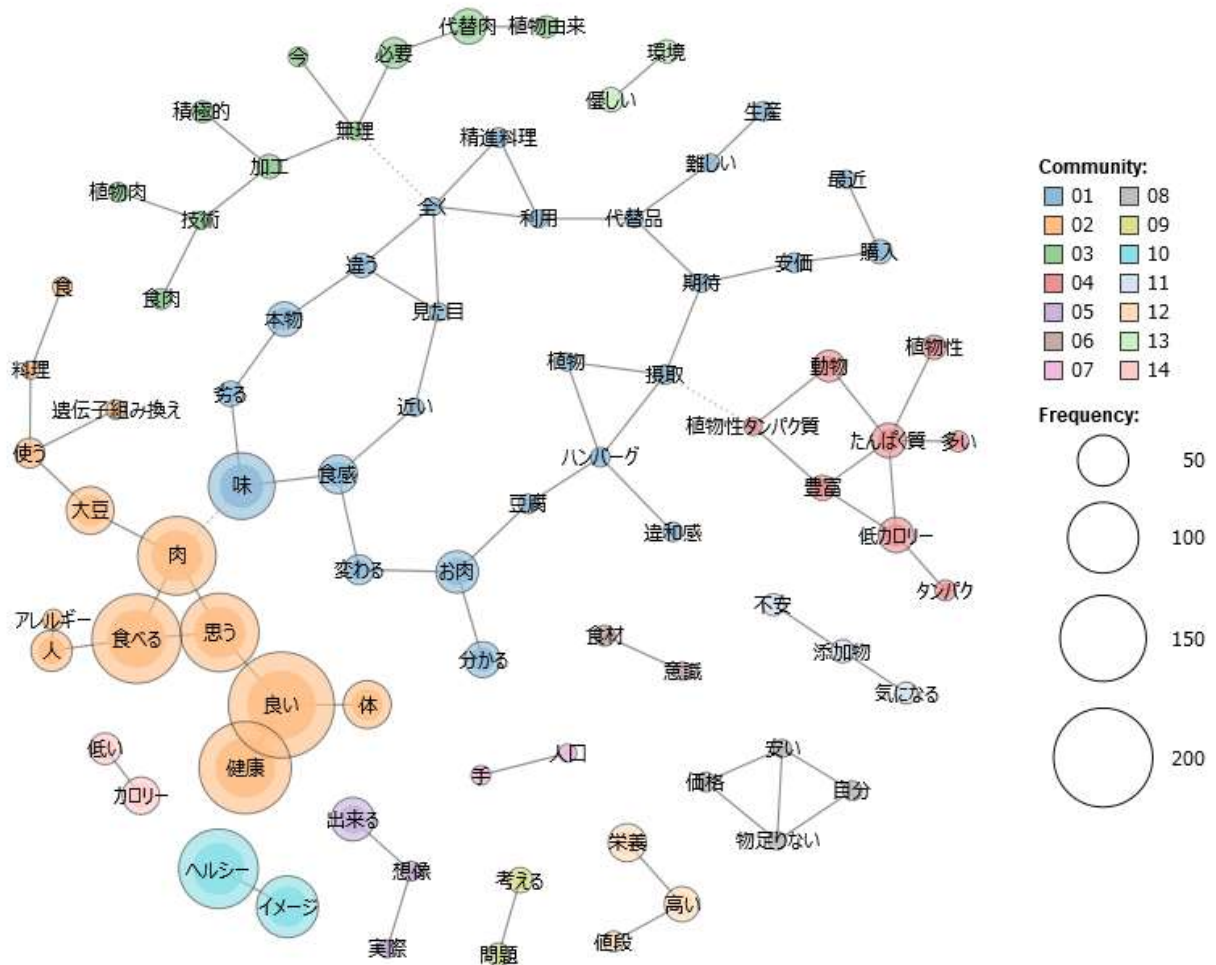 代替肉
植物由来
今
必要
環境
優しい
積極的
無理
精進料理
生産
難しい
加工
最近
植物肉
技術
全く
利用
代替品
購入
食肉
違う
期待
安価
食
本物
見た目
料理
劣る
近い
植物
摂取
動物
植物性
遺伝子組み換え
使う
植物性タンパク質
たんぱく質
多い
味
食感
ハンバーグ
豊富
大豆
豆腐
違和感
低カロリー
肉
変わる
お肉
タンパク
アレルギー
人
食べる
思う
分かる
食材
意識
不安
添加物
気になる
良い
体
低い
カロリー
健康
手
人口
安い
価格
自分
物足りない
出来る
栄養
ヘルシー
イメージ
想像
考える
高い
実際
問題
値段
Community:
01 08
02 09
03 10
04 11
05 12
06 13
07 14
Frequency:
50
100
150
200